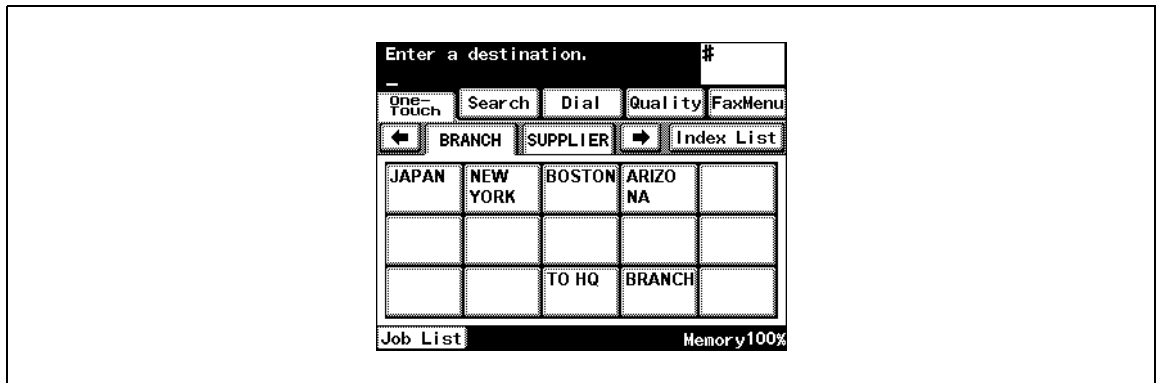 Enter a destination. #
_
One-Touch Search Dial Quality FaxMenu
← BRANCH SUPPLIER → Index List
JAPAN NEW YORK BOSTON ARIZO NA
TO HQ BRANCH
Job List Memory100%